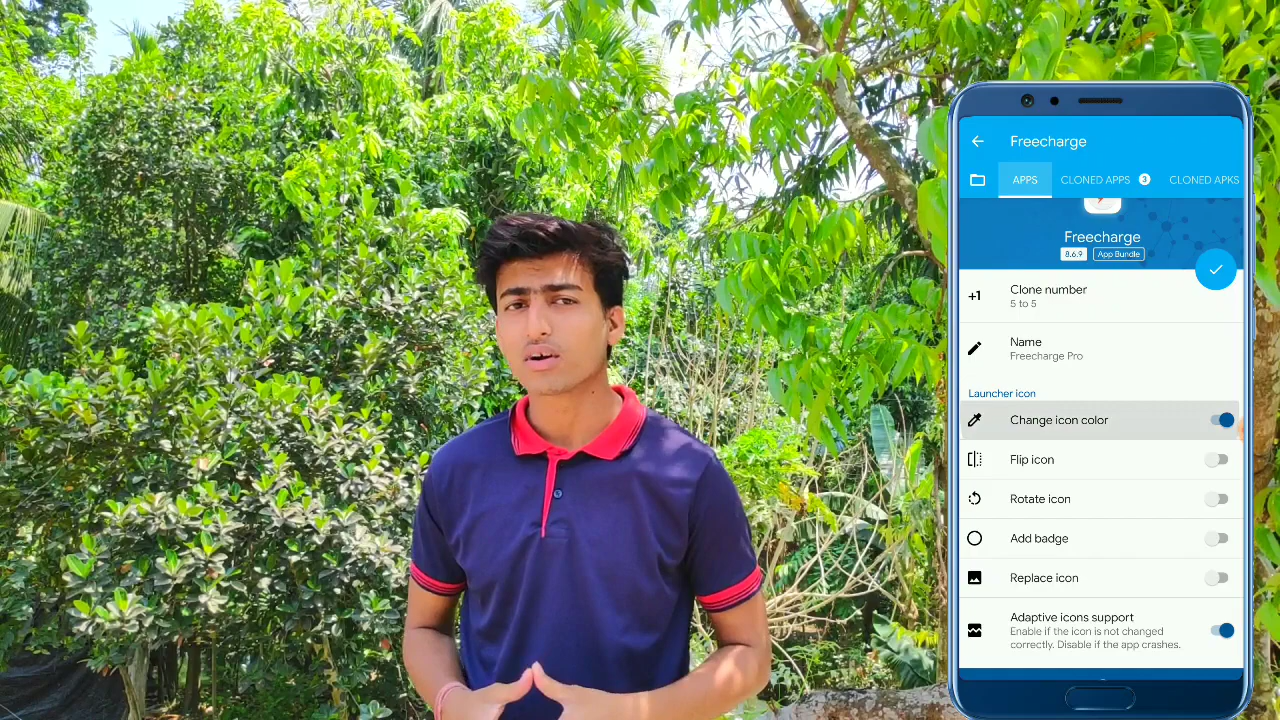 Freecharge
APPS
CLONED APPS 3
CLONED APKS
Freecharge
8.6.9
App Bundle
+1
Clone number
5 to 5
Name
Freecharge Pro
Launcher icon
Change icon color
Flip icon
Rotate icon
Add badge
Replace icon
Adaptive icons support
Enable if the icon is not changed
correctly. Disable if the app crashes.